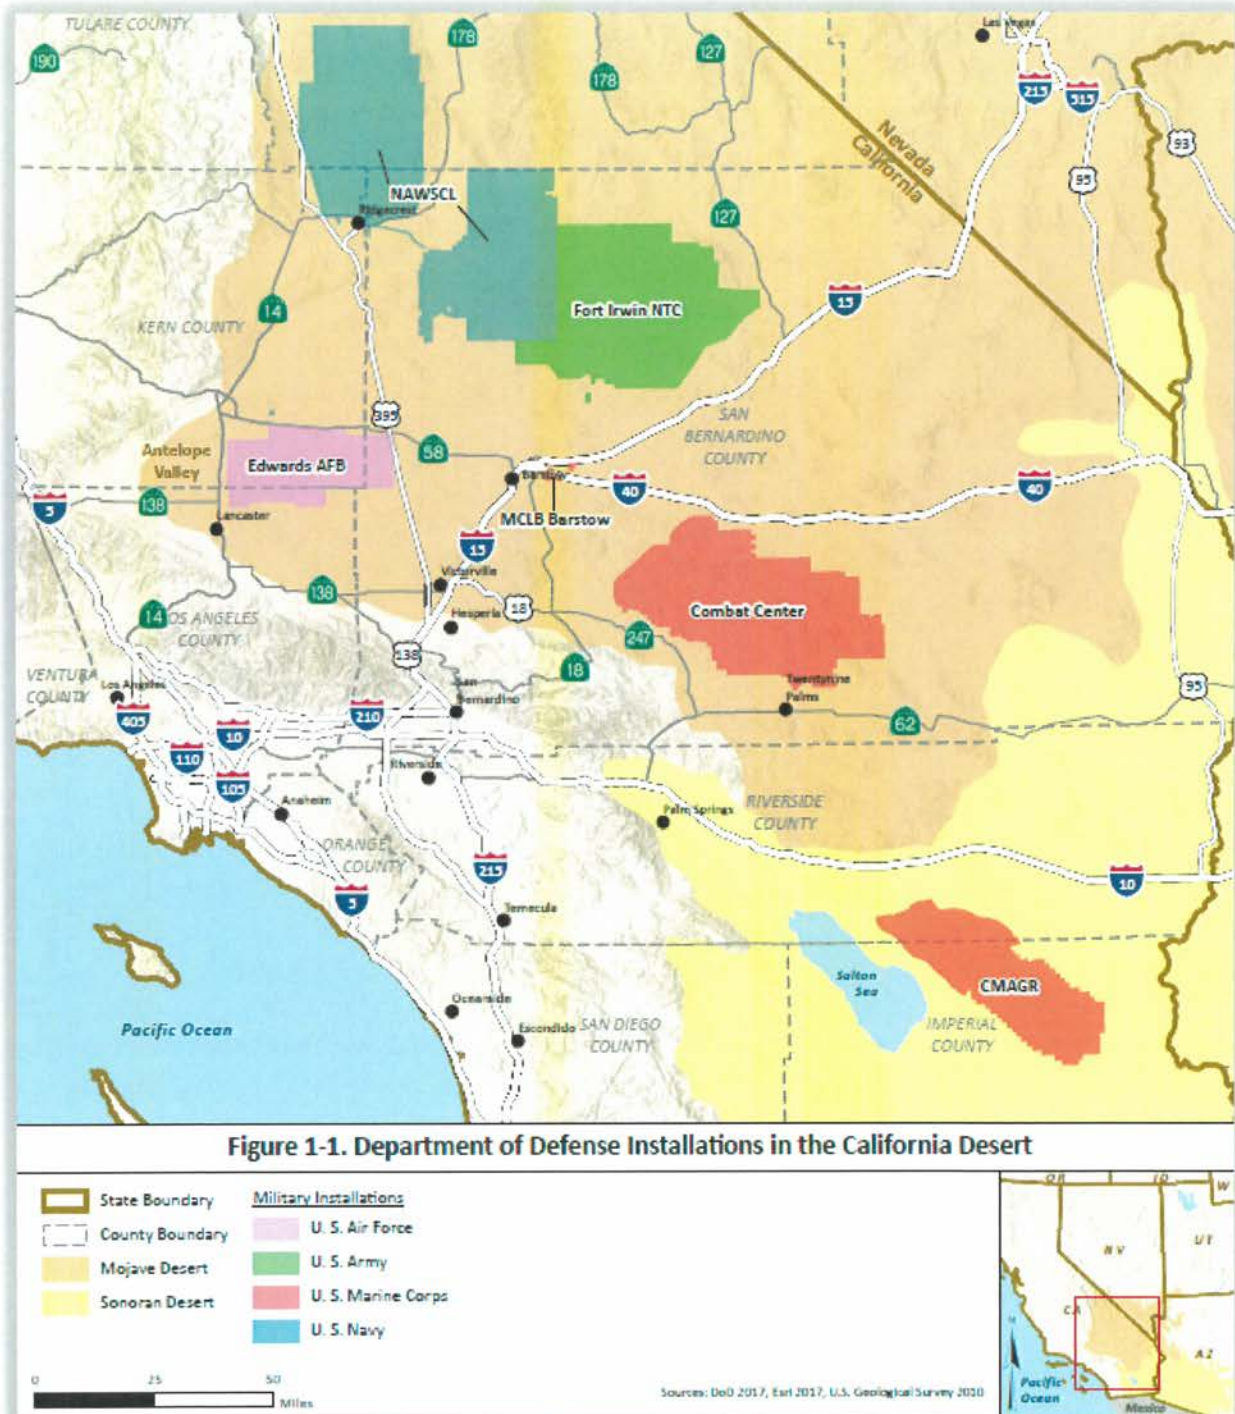 TULARE COUNTY
190
178
178
127
Las Vegas
215
515
93
95
Nevada
California
NAWSCL
Ridgecrest
127
14
KERN COUNTY
Fort Irwin NTC
15
395
SAN
BERNARDINO
COUNTY
Antelope
Valley
Edwards AFB
58
Barstow
40
40
5
138
Lancaster
MCLB Barstow
15
Victorville
138
18
Hesperia
Combat Center
14
LOS ANGELES
COUNTY
247
138
18
VENTURA
COUNTY
Los Angeles
San
Bernardino
Twentynine
Palms
95
405
210
10
62
110
105
Riverside
Anaheim
Palm Springs
RIVERSIDE
COUNTY
ORANGE
COUNTY
215
10
5
Temecula
Salton
Sea
CMAGR
Oceanside
Pacific Ocean
Escondido
SAN DIEGO
COUNTY
IMPERIAL
COUNTY
Figure 1-1. Department of Defense Installations in the California Desert
State Boundary
County Boundary
Mojave Desert
Sonoran Desert
Military Installations
U. S. Air Force
U. S. Army
U. S. Marine Corps
U. S. Navy
0 25 50
Miles
Sources: DoD 2017, Esri 2017, U.S. Geological Survey 2010
OR
ID
W
NV
UT
CA
AZ
N
Pacific
Ocean
Mexico